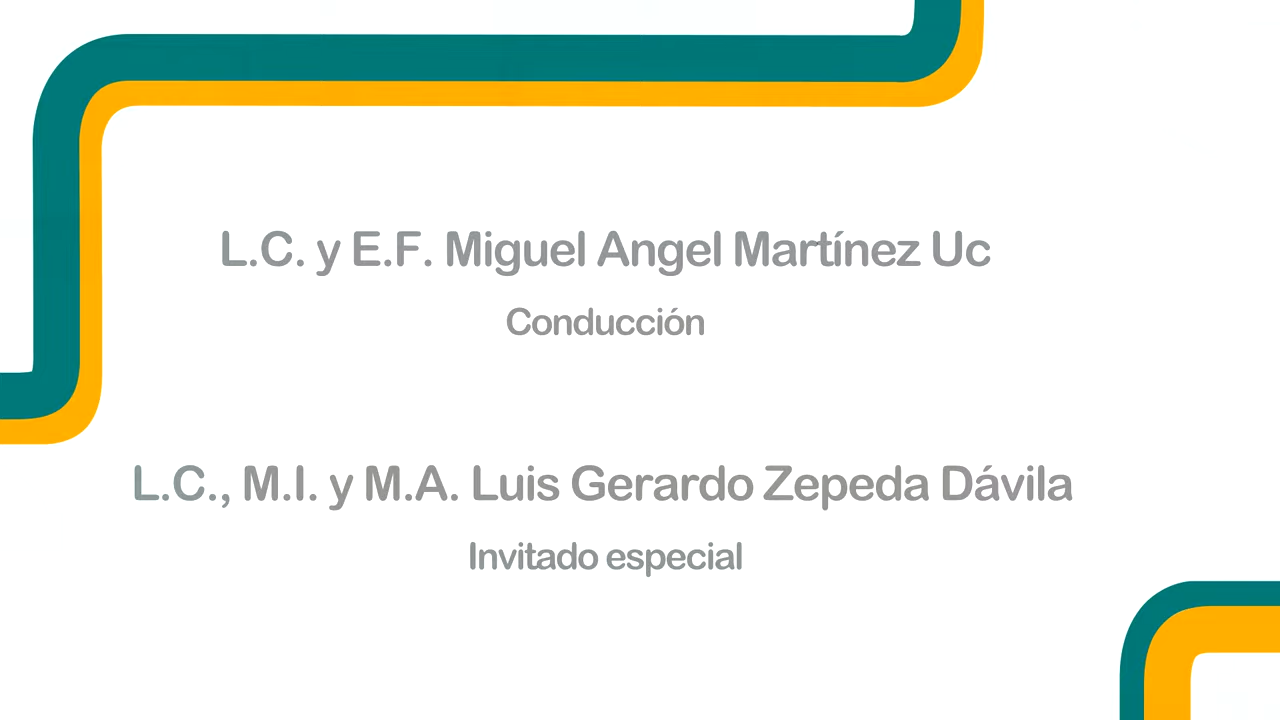 L.C. y E.F. Miguel Angel Martínez Uc
Conducción
L.C., M.I. y M.A. Luis Gerardo Zepeda Dávila
Invitado especial